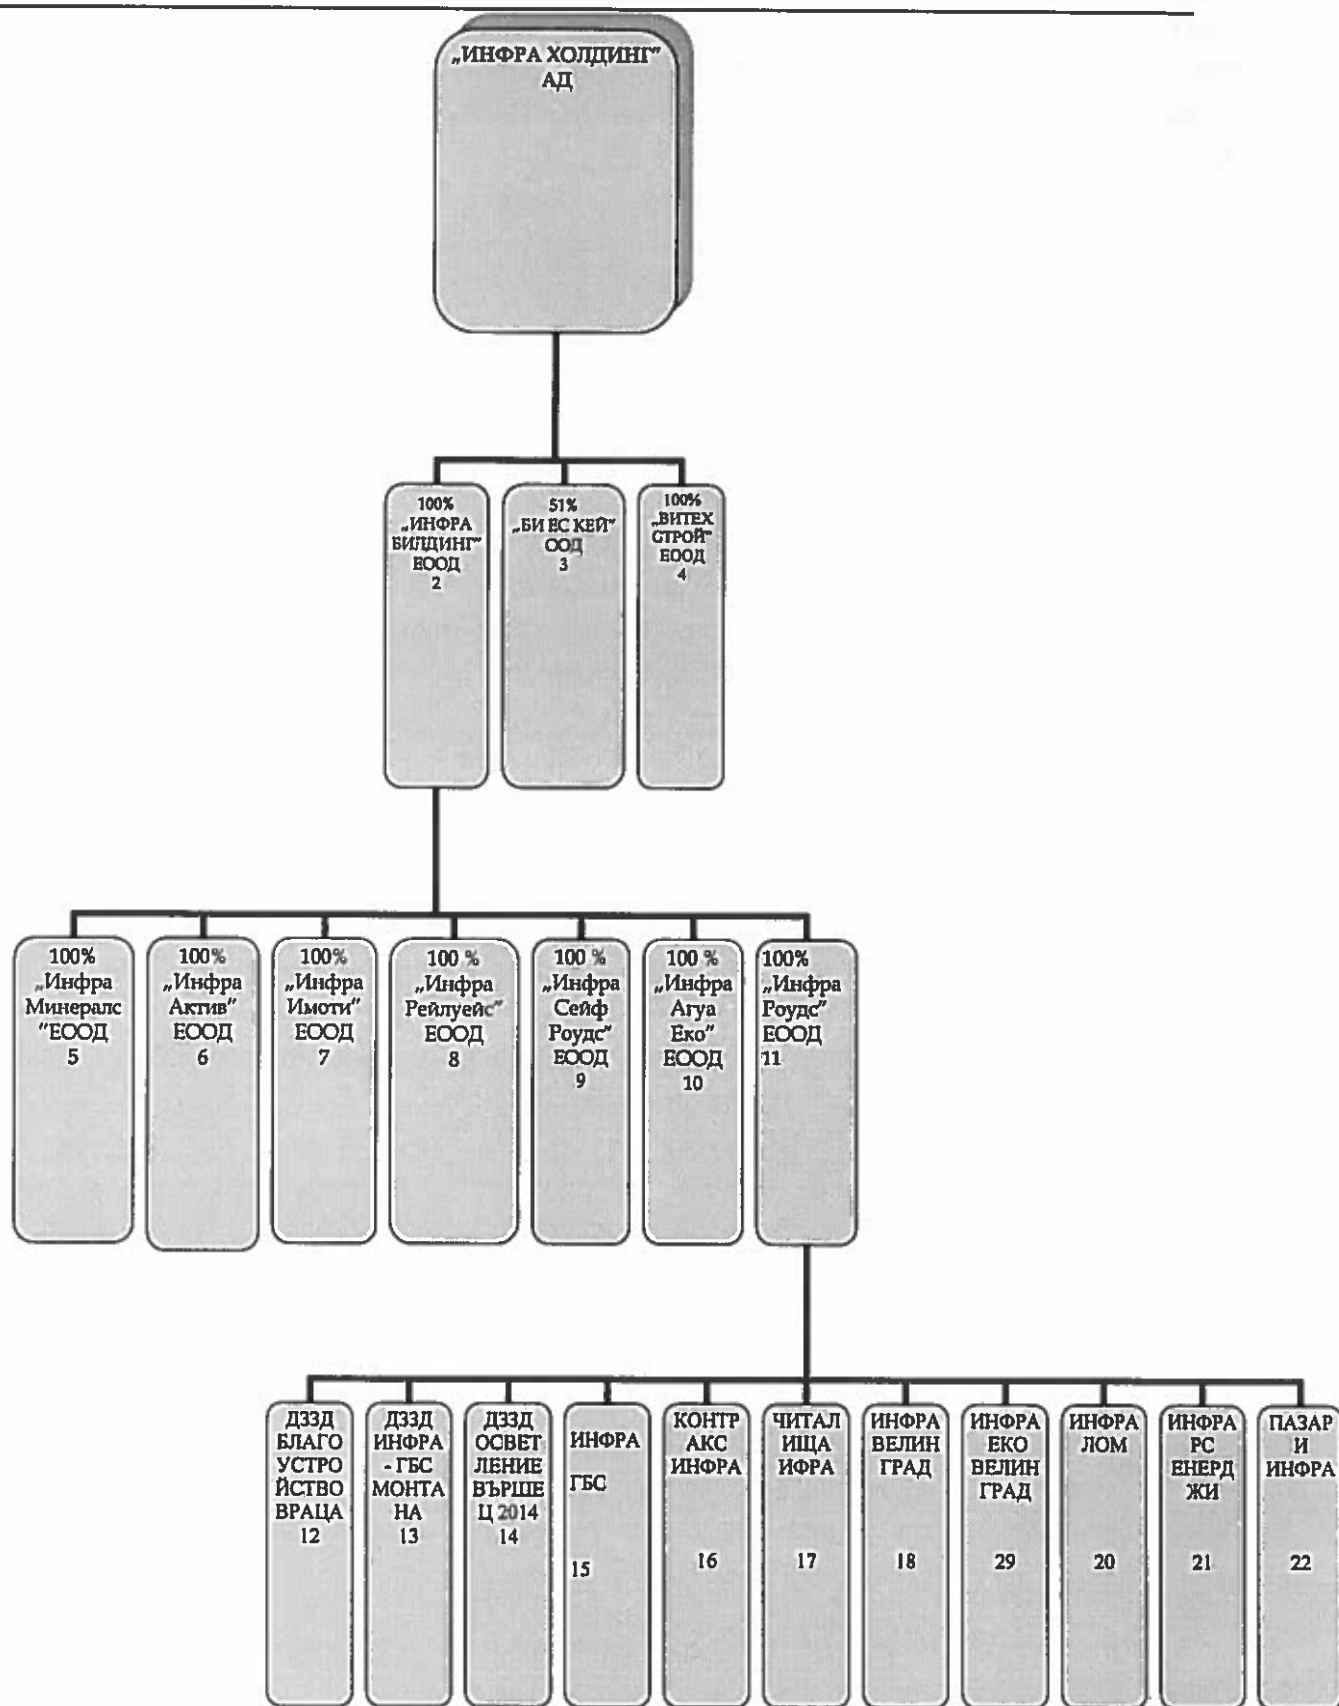 „ИНФРА ХОЛДИНГ"
АД
100%
„ИНФРА
БИЛДИНГ"
ЕООД
2
51%
„БИ ЕС КЕЙ"
ООД
3
100%
„ВИТЕХ
СТРОЙ"
ЕООД
4
100%
„Инфра
Минералс
"ЕООД
5
100%
„Инфра
Актив"
ЕООД
6
100%
„Инфра
Имоти"
ЕООД
7
100 %
„Инфра
Рейлуейс"
ЕООД
8
100 %
„Инфра
Сейф
Роудс"
ЕООД
9
100 %
„Инфра
Агуа
Еко"
ЕООД
10
100%
„Инфра
Роудс"
ЕООД
11
ДЗЗД
БЛАГО
УСТРО
ЙСТВО
ВРАЦА
12
ДЗЗД
ИНФРА
- ГБС
МОНТА
НА
13
ДЗЗД
ОСВЕТ
ЛЕНИЕ
ВЪРШЕ
Ц 2014
14
ИНФРА
ГБС
15
КОНТР
АКС
ИНФРА
16
ЧИТАЛ
ИЩА
ИФРА
17
ИНФРА
ВЕЛИН
ГРАД
18
ИНФРА
ЕКО
ВЕЛИН
ГРАД
29
ИНФРА
ЛОМ
20
ИНФРА
РС
ЕНЕРД
ЖИ
21
ПАЗАР
И
ИНФРА
22